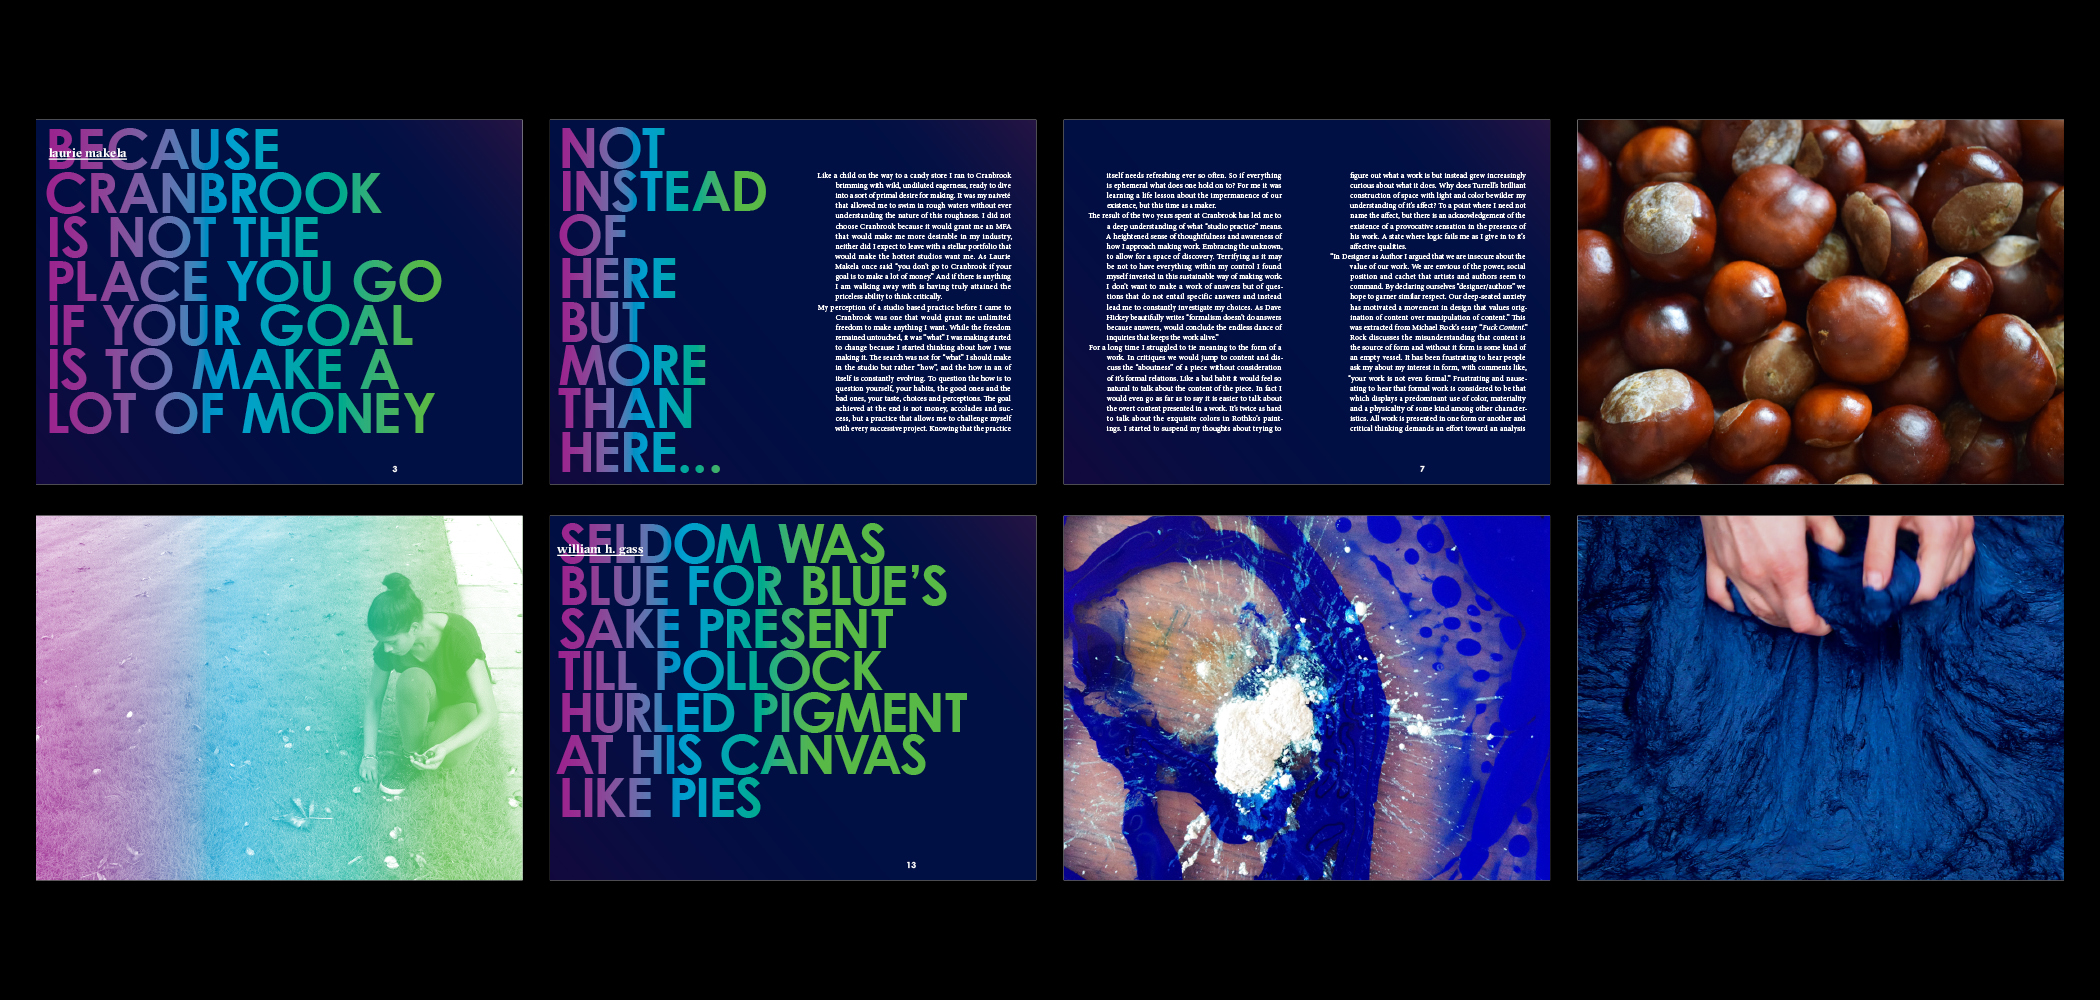 BECAUSE
laurie makela
CRANBROOK
IS NOT THE
PLACE YOU GO
IF YOUR GOAL
IS TO MAKE A
LOT OF MONEY
3
NOT
INSTEAD
OF
HERE
BUT
MORE
THAN
HERE...
Like a child on the way to a candy store I ran to Cranbrook
brimming with wild, undiluted eagerness, ready to dive
into a sort of primal desire for making. It was my naiveté
that allowed me to swim in rough waters without ever
understanding the nature of this roughness. I did not
choose Cranbrook because it would grant me an MFA
that would make me more desirable in my industry,
neither did I expect to leave with a stellar portfolio that
would make the hottest studios want me. As Laurie
Makela once said "you don't go to Cranbrook if your
goal is to make a lot of money." And if there is anything
I am walking away with is having truly attained the
priceless ability to think critically.
My perception of a studio based practice before I came to
Cranbrook was one that would grant me unlimited
freedom to make anything I want. While the freedom
remained untouched, it was "what" I was making started
to change because I started thinking about how I was
making it. The search was not for "what" I should make
in the studio but rather "how", and the how in an of
itself is constantly evolving. To question the how is to
question yourself, your habits, the good ones and the
bad ones, your taste, choices and perceptions. The goal
achieved at the end is not money, accolades and suc-
cess, but a practice that allows me to challenge myself
with every successive project. Knowing that the practice
itself needs refreshing ever so often. So if everything
is ephemeral what does one hold on to? For me it was
learning a life lesson about the impermanence of our
existence, but this time as a maker.
The result of the two years spent at Cranbrook has led me to
a deep understanding of what "studio practice" means.
A heightened sense of thoughtfulness and awareness of
how I approach making work. Embracing the unknown,
to allow for a space of discovery. Terrifying as it may
be not to have everything within my control I found
myself invested in this sustainable way of making work.
I don't want to make a work of answers but of ques-
tions that do not entail specific answers and instead
lead me to constantly investigate my choices. As Dave
Hickey beautifully writes "formalism doesn't do answers
because answers, would conclude the endless dance of
inquiries that keeps the work alive."
For a long time I struggled to tie meaning to the form of a
work. In critiques we would jump to content and dis-
cuss the "aboutness" of a piece without consideration
of it's formal relations. Like a bad habit it would feel so
natural to talk about the content of the piece. In fact I
would even go as far as to say it is easier to talk about
the overt content presented in a work. It's twice as hard
to talk about the exquisite colors in Rothko's paint-
ings. I started to suspend my thoughts about trying to
figure out what a work is but instead grew increasingly
curious about what it does. Why does Turrell's brilliant
construction of space with light and color bewilder my
understanding of it's affect? To a point where I need not
name the affect, but there is an acknowledgement of the
existence of a provocative sensation in the presence of
his work. A state where logic fails me as I give in to it's
affective qualities.
"In Designer as Author I argued that we are insecure about the
value of our work. We are envious of the power, social
position and cachet that artists and authors seem to
command. By declaring ourselves "designer/authors" we
hope to garner similar respect. Our deep-seated anxiety
has motivated a movement in design that values orig-
ination of content over manipulation of content." This
was extracted from Michael Rock's essay "Fuck Content."
Rock discusses the misunderstanding that content is
the source of form and without it form is some kind of
an empty vessel. It has been frustrating to hear people
ask my about my interest in form, with comments like,
"your work is not even formal." Frustrating and nause-
ating to hear that formal work is considered to be that
which displays a predominant use of color, materiality
and a physicality of some kind among other character-
istics. All work is presented in one form or another and
critical thinking demands an effort toward an analysis
7
SELDOM WAS
william h. gass
BLUE FOR BLUE'S
SAKE PRESENT
TILL POLLOCK
HURLED PIGMENT
AT HIS CANVAS
LIKE PIES
13